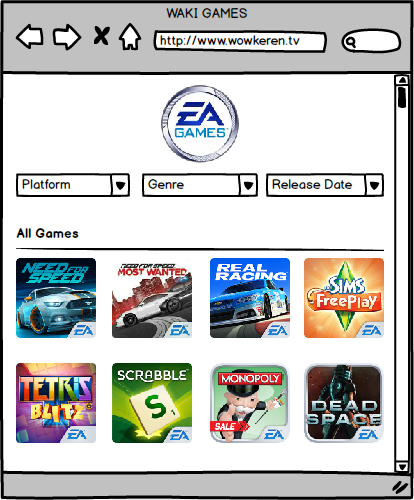 WAKI GAMES
http://www.wowkeren.tv
EA
GAMES
Platform
Genre
Release Date
All Games
NEED FOR
SPEED
EA
NEED FOR SPEED
MOST WANTED
EA
REAL
RACING
EA
THE
SIMS
FREEPLAY
EA
TETRIS
BLITZ
EA
SCRABBLE
S
1
EA
MONOPOLY
SALE
EA
DEAD
SPACE
EA